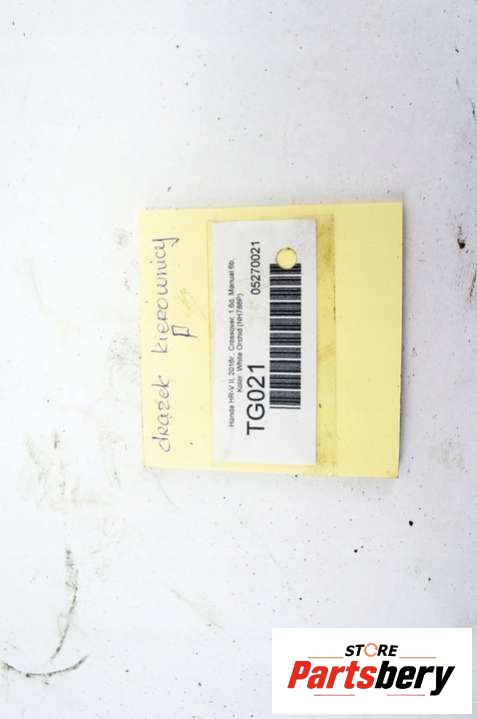 drążek kierownicy
P
Honda HR-V II, 2016r., Crossover, 1.6d, Manual 6b,
Kolor: White Orchid (NH788P)
TG021
05270021
STORE
Partsbery